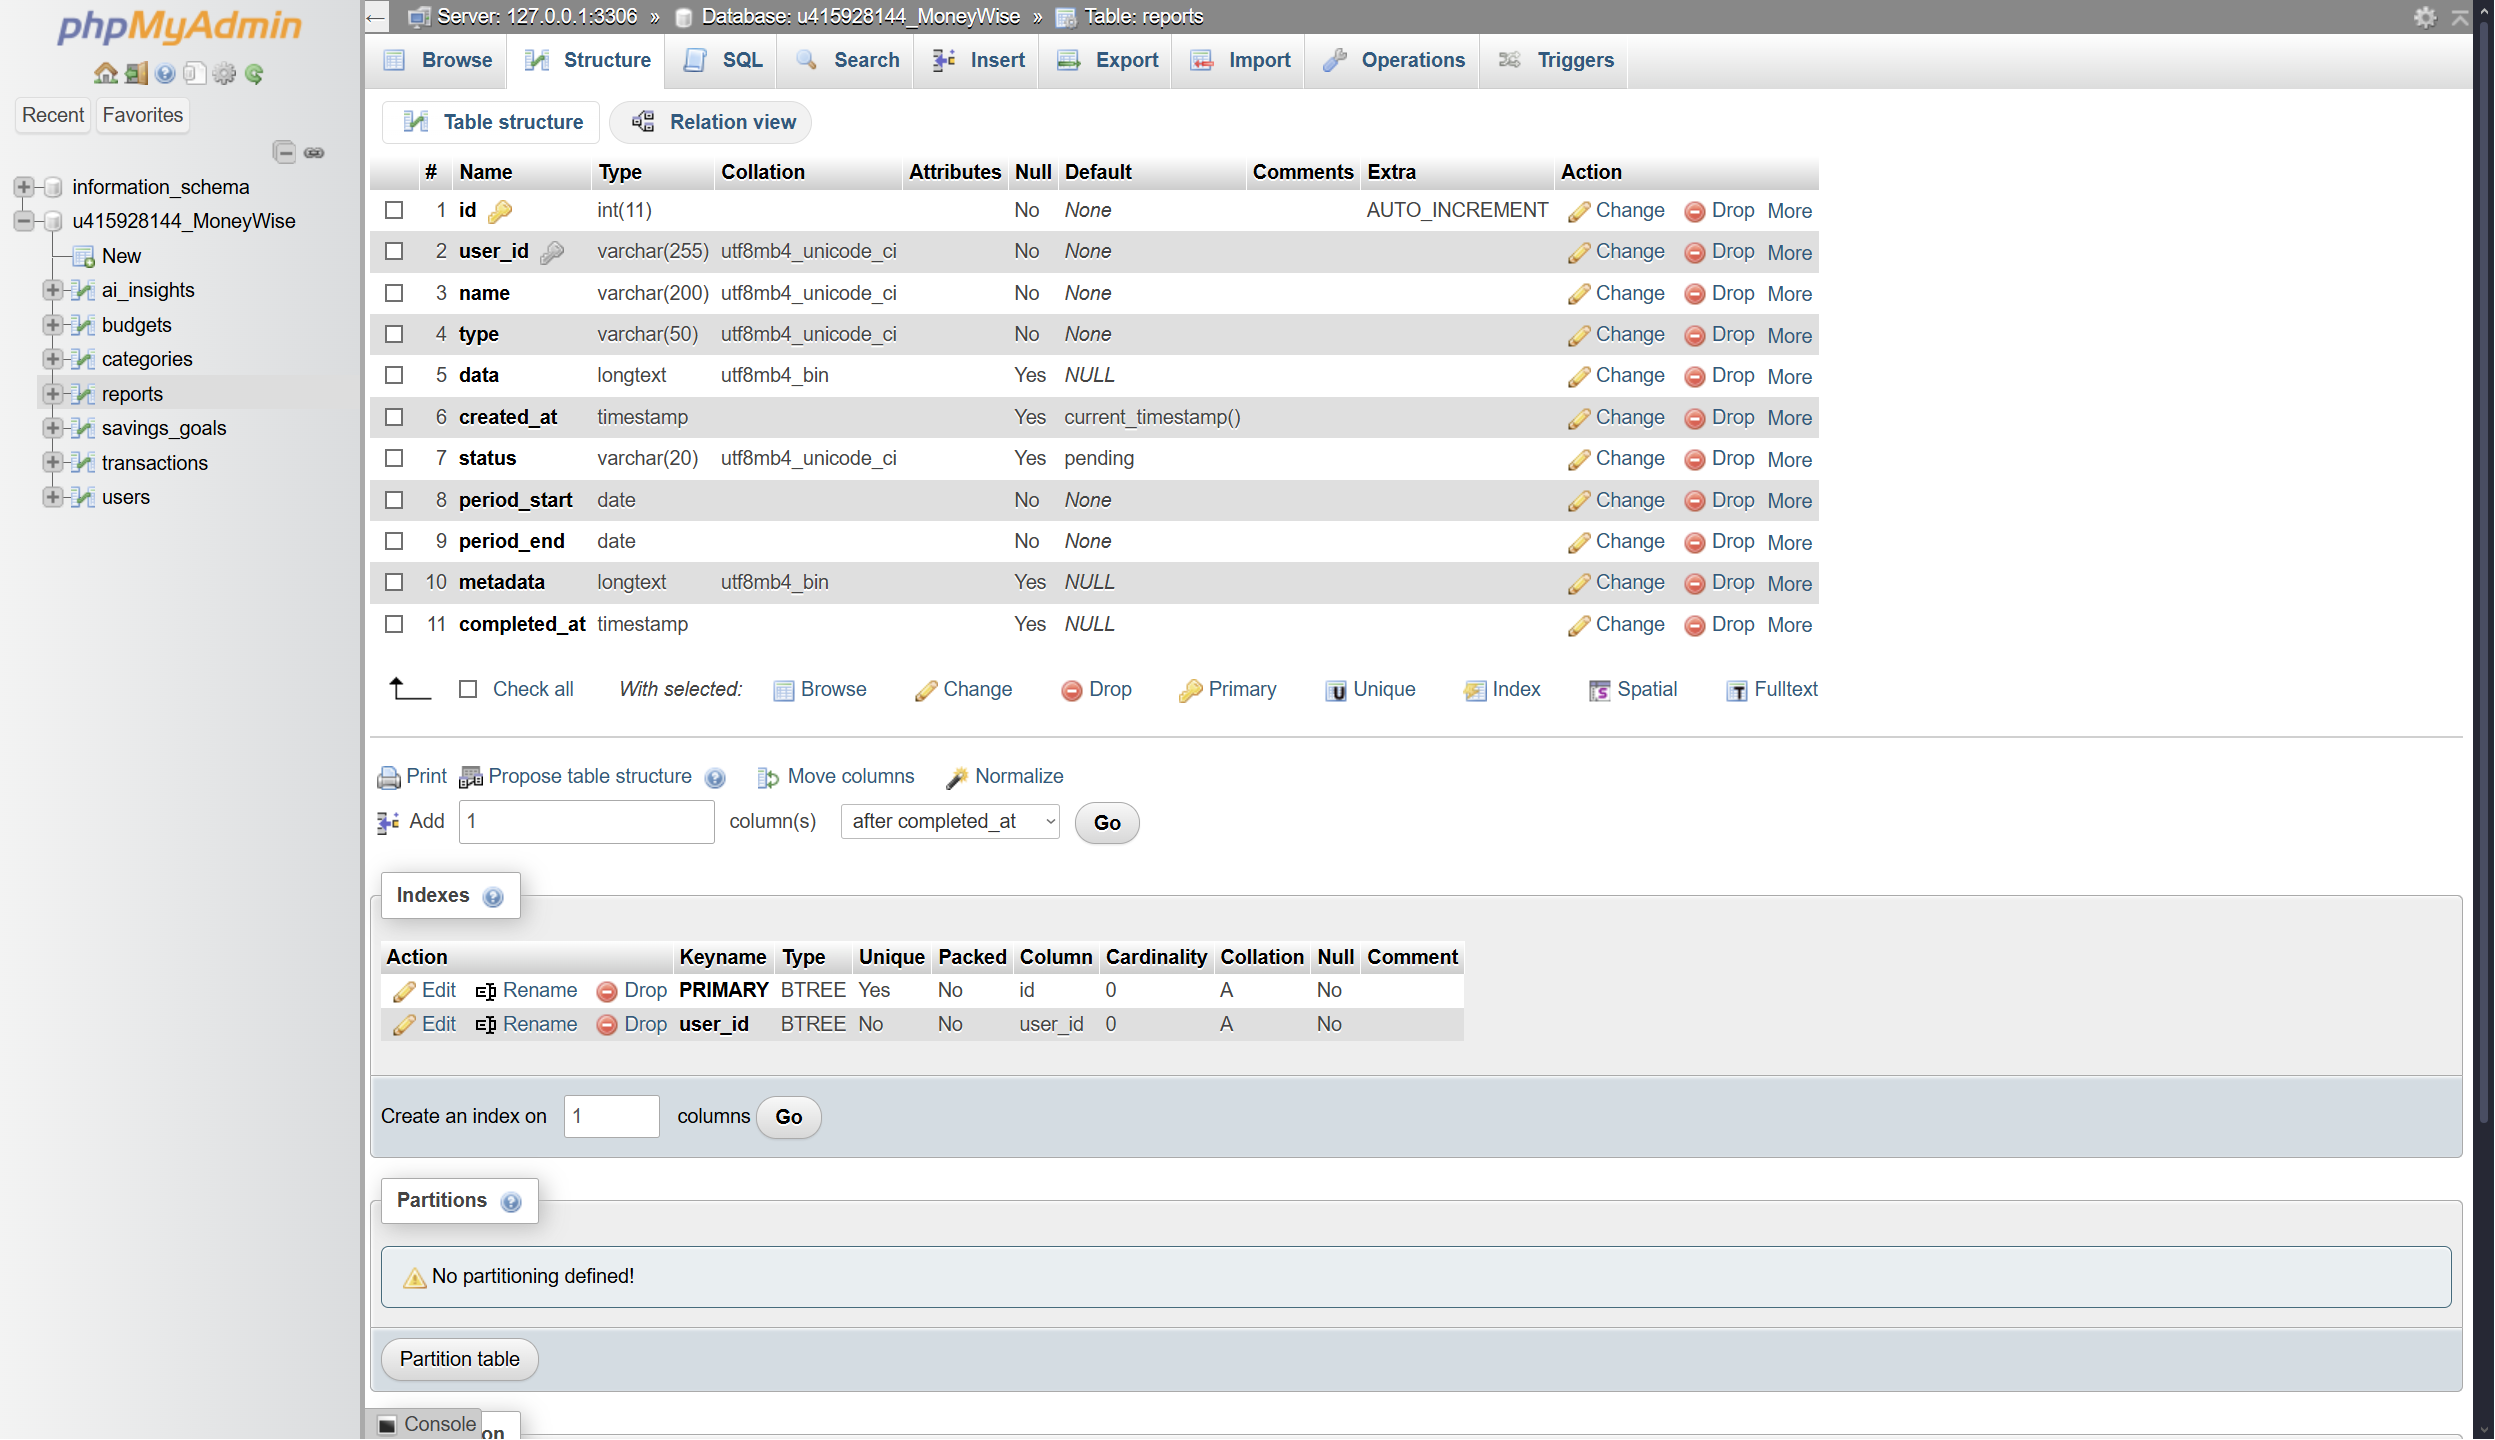 phpMyAdmin
Recent Favorites
information_schema
u415928144_MoneyWise
New
ai_insights
budgets
categories
reports
savings_goals
transactions
users
Server: 127.0.0.1:3306 » Database: u415928144_MoneyWise » Table: reports
Browse Structure SQL Search Insert Export Import Operations Triggers
Table structure Relation view
# Name Type Collation Attributes Null Default Comments Extra Action
1 id int(11) No None AUTO_INCREMENT Change Drop More
2 user_id varchar(255) utf8mb4_unicode_ci No None Change Drop More
3 name varchar(200) utf8mb4_unicode_ci No None Change Drop More
4 type varchar(50) utf8mb4_unicode_ci No None Change Drop More
5 data longtext utf8mb4_bin Yes NULL Change Drop More
6 created_at timestamp Yes current_timestamp() Change Drop More
7 status varchar(20) utf8mb4_unicode_ci Yes pending Change Drop More
8 period_start date No None Change Drop More
9 period_end date No None Change Drop More
10 metadata longtext utf8mb4_bin Yes NULL Change Drop More
11 completed_at timestamp Yes NULL Change Drop More
Check all With selected: Browse Change Drop Primary U Unique Index S Spatial T Fulltext
Print Propose table structure Move columns Normalize
Add 1 column(s) after completed_at Go
Indexes
Action Keyname Type Unique Packed Column Cardinality Collation Null Comment
Edit Rename Drop PRIMARY BTREE Yes No id 0 A No
Edit Rename Drop user_id BTREE No No user_id 0 A No
Create an index on 1 columns Go
Partitions
No partitioning defined!
Partition table
Console on